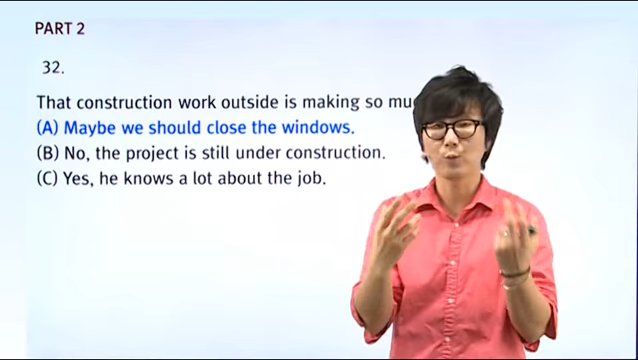 PART 2
32.
That construction work outside is making so
(A) Maybe we should close the windows.
(B) No, the project is still under construction.
(C) Yes, he knows a lot about the job.